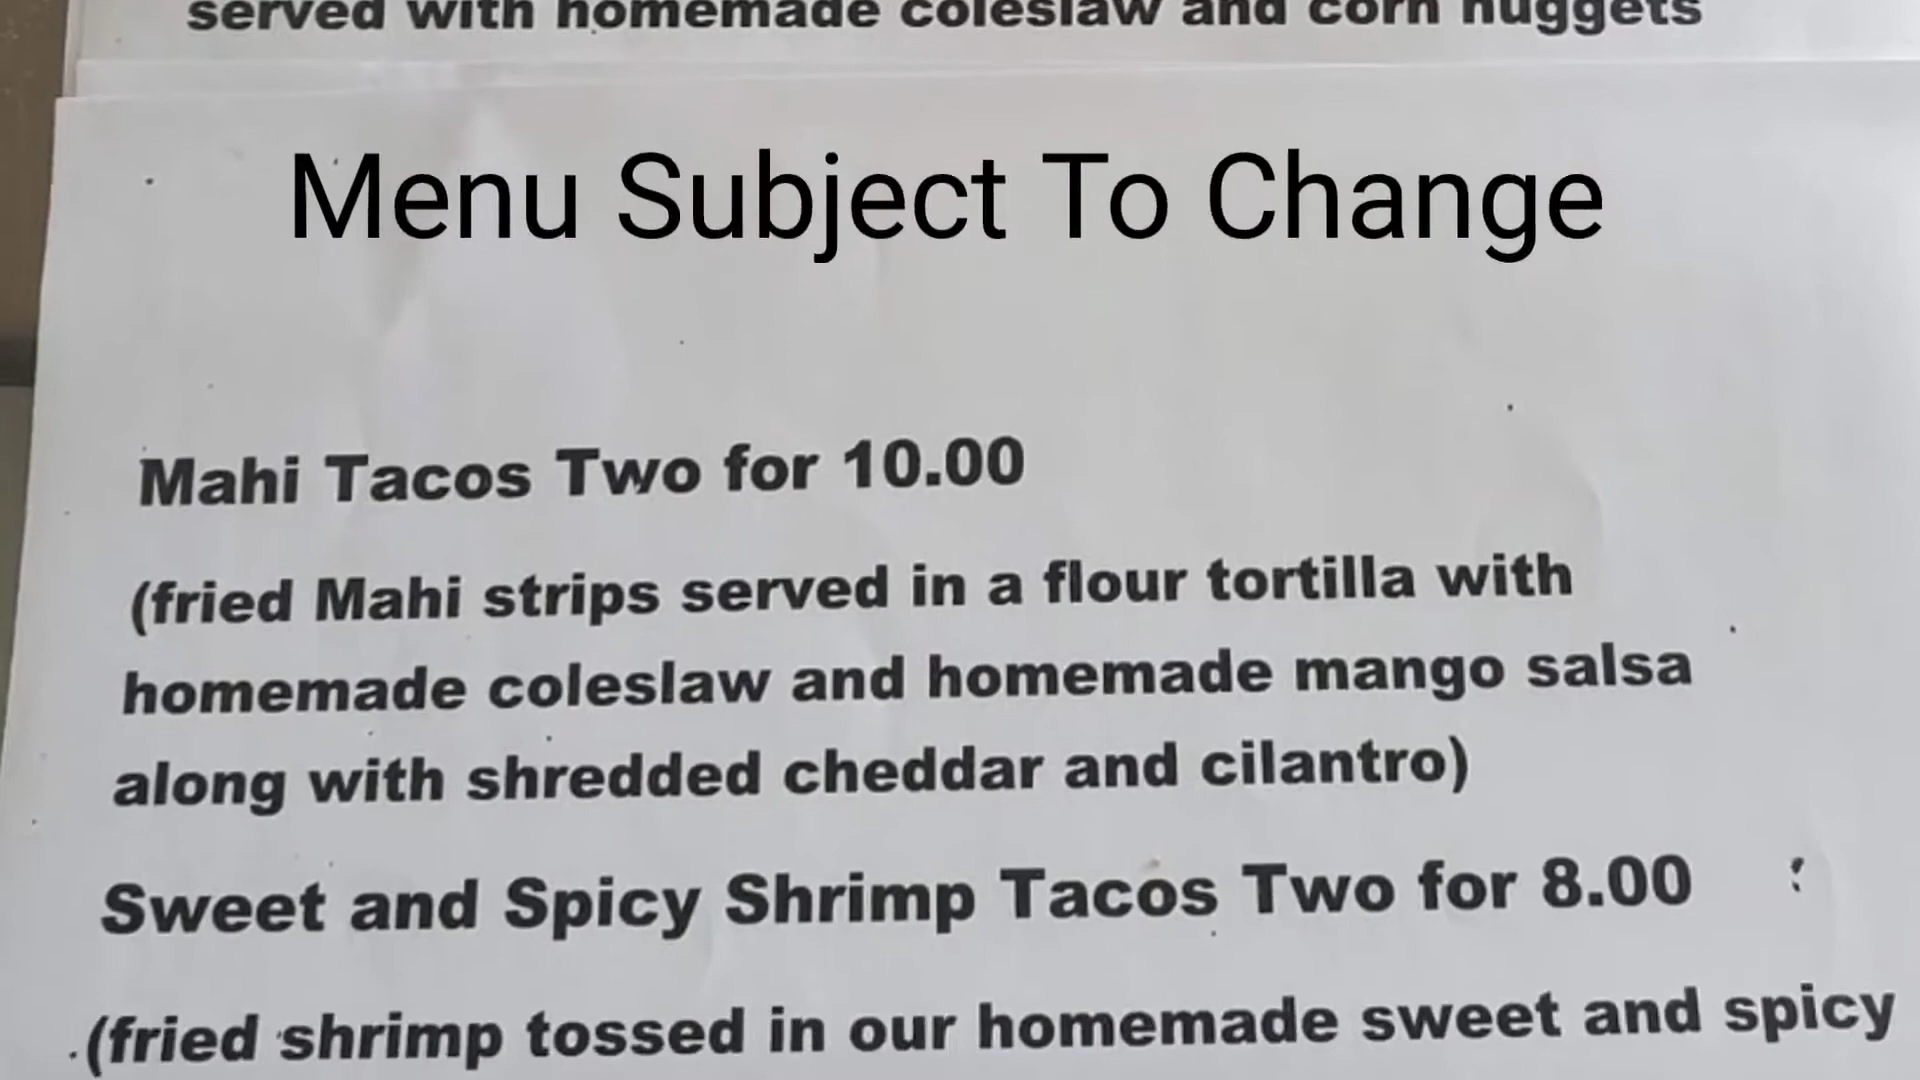 served with homemade coleslaw and corn nuggets
Menu Subject To Change
Mahi Tacos Two for 10.00
(fried Mahi strips served in a flour tortilla with
homemade coleslaw and homemade mango salsa
along with shredded cheddar and cilantro)
Sweet and Spicy Shrimp Tacos Two for 8.00
(fried shrimp tossed in our homemade sweet and spicy